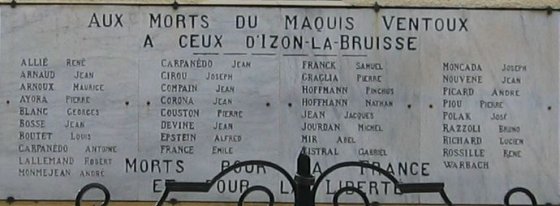 AUX MORTS DU MAQUIS VENTOUX
A CEUX D'IZON-LA-BRUISSE
ALLIÉ RENÉ
ARNAUD JEAN
ARNOUX MAURICE
AYORA PIERRE
BLANC GEORGES
BOSSE JEAN
BOUTET LOUIS
CARPANÉDO ANTOINE
LALLEMAND ROBERT
MONMEJEAN ANDRÉ
CARPANÉDO JEAN
CIROU JOSEPH
COMPAIN JEAN
CORONA JEAN
COUSTON PIERRE
DEVINE JEAN
EPSTEIN ALFRED
FRANCE EMILE
FRANCK SAMUEL
GRAGLIA PIERRE
HOFFMANN PINCHUS
HOFFMANN NATHAN
JEAN JACQUES
JOURDAN MICHEL
MIR ABEL
MISTRAL GABRIEL
MONCADA JOSEPH
NOUVENE JEAN
PICARD ANDRÉ
PIOU PIERRE
POLAK JOSÉ
RAZZOLI BRUNO
RICHARD LUCIEN
ROSSILLE RENÉ
WARBACH
MORTS POUR LA FRANCE
ET POUR LA LIBERTÉ